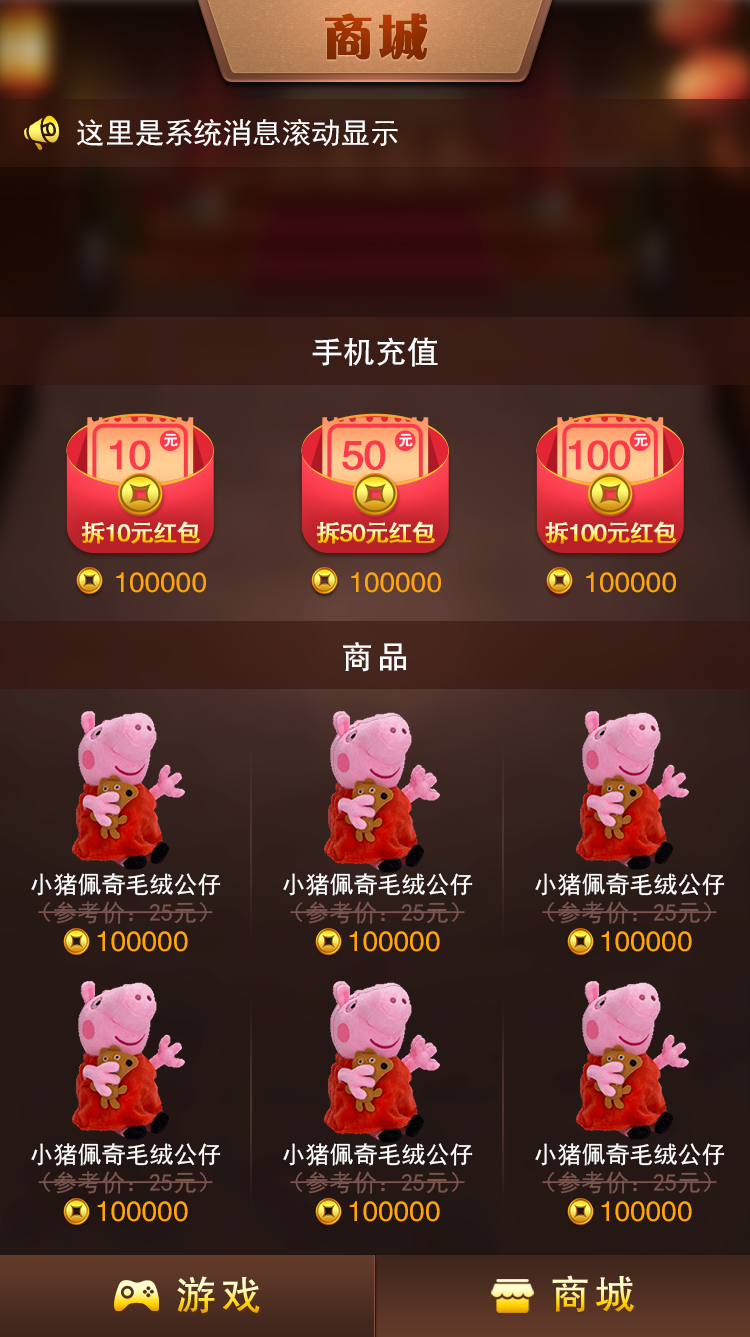 商城
这里是系统消息滚动显示
手机充值
10元 50元 100元
拆10元红包 拆50元红包 拆100元红包
100000 100000 100000
商品
小猪佩奇毛绒公仔 小猪佩奇毛绒公仔 小猪佩奇毛绒公仔
（参考价：25元） （参考价：25元） （参考价：25元）
100000 100000 100000
小猪佩奇毛绒公仔 小猪佩奇毛绒公仔 小猪佩奇毛绒公仔
（参考价：25元） （参考价：25元） （参考价：25元）
100000 100000 100000
游戏 商城